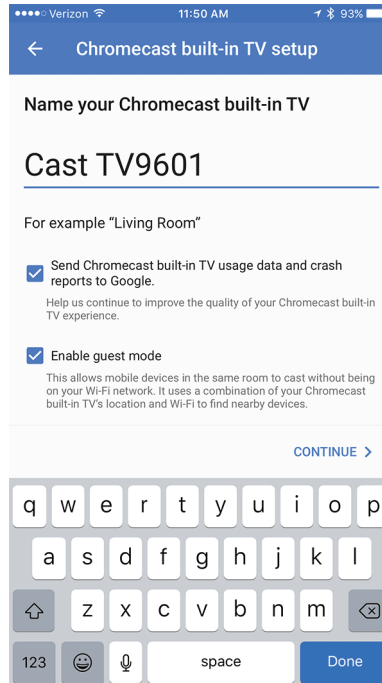 Verizon 11:50 AM 93%
Chromecast built-in TV setup
Name your Chromecast built-in TV
Cast TV9601
For example “Living Room”
Send Chromecast built-in TV usage data and crash
reports to Google.
Help us continue to improve the quality of your Chromecast built-in
TV experience.
Enable guest mode
This allows mobile devices in the same room to cast without being
on your Wi-Fi network. It uses a combination of your Chromecast
built-in TV’s location and Wi-Fi to find nearby devices.
CONTINUE
q w e r t y u i o p
a s d f g h j k l
z x c v b n m
123 space Done